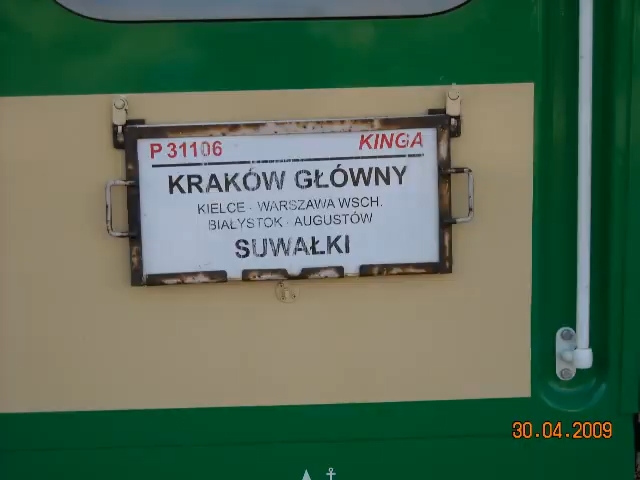 P 31106 KINGA
KRAKÓW GŁÓWNY
KIELCE - WARSZAWA WSCH.
BIAŁYSTOK - AUGUSTÓW
SUWAŁKI
30.04.2009